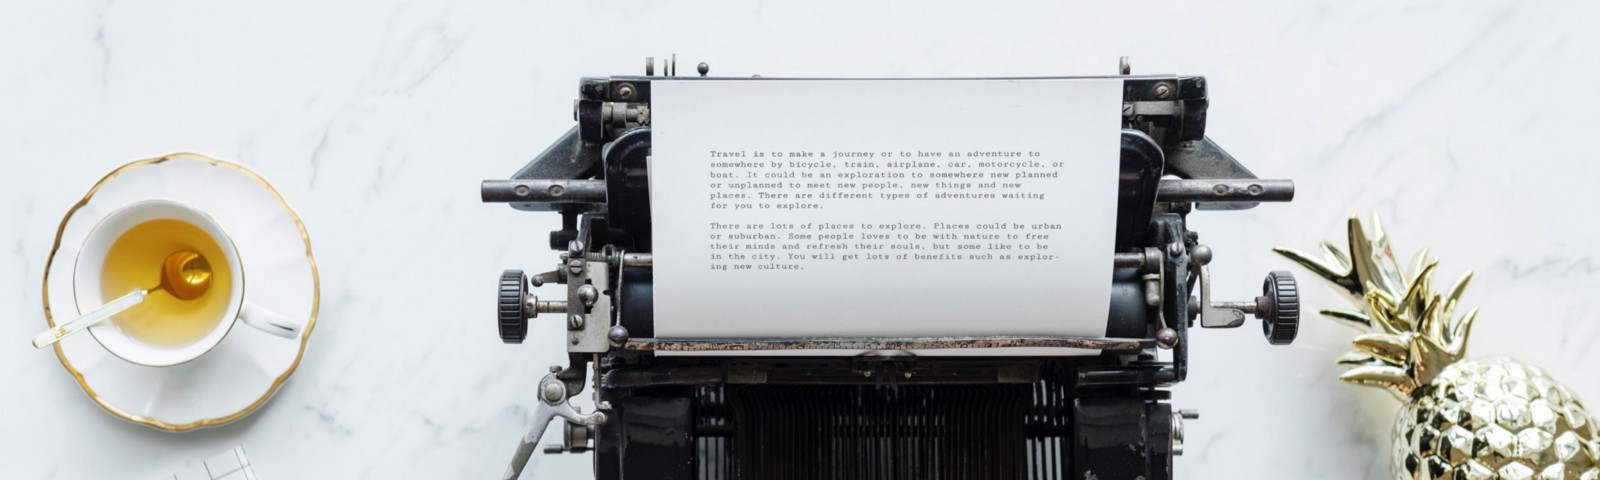 Travel is to make a journey or to have an adventure to
somewhere by bicycle, train, airplane, car, motorcycle, or
boat. It could be an exploration to somewhere new planned
or unplanned to meet new people, new things and new
places. There are different types of adventures waiting
for you to explore.
There are lots of places to explore. Places could be urban
or suburban. Some people loves to be with nature to free
their minds and refresh their souls, but some like to be
in the city. You will get lots of benefits such as explor-
ing new culture,